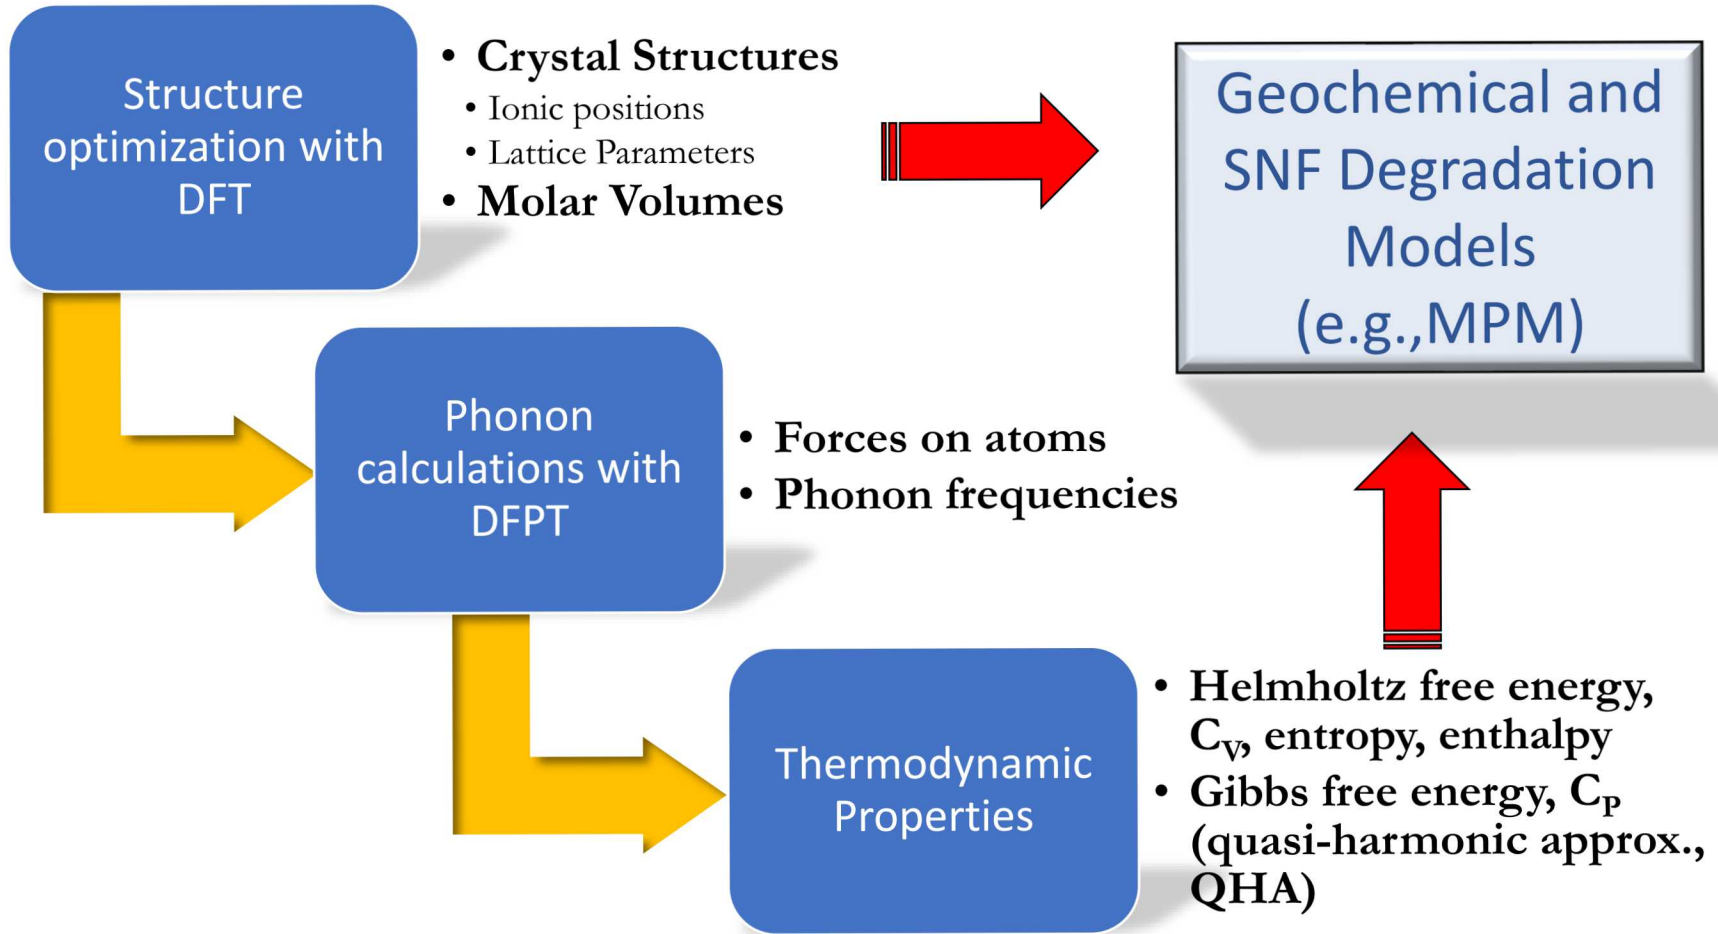 Structure
optimization with
DFT
• Crystal Structures
• Ionic positions
• Lattice Parameters
• Molar Volumes
Geochemical and
SNF Degradation
Models
(e.g.,MPM)
Phonon
calculations with
DFPT
• Forces on atoms
• Phonon frequencies
Thermodynamic
Properties
• Helmholtz free energy,
C_V, entropy, enthalpy
• Gibbs free energy, C_P
(quasi-harmonic approx.,
QHA)